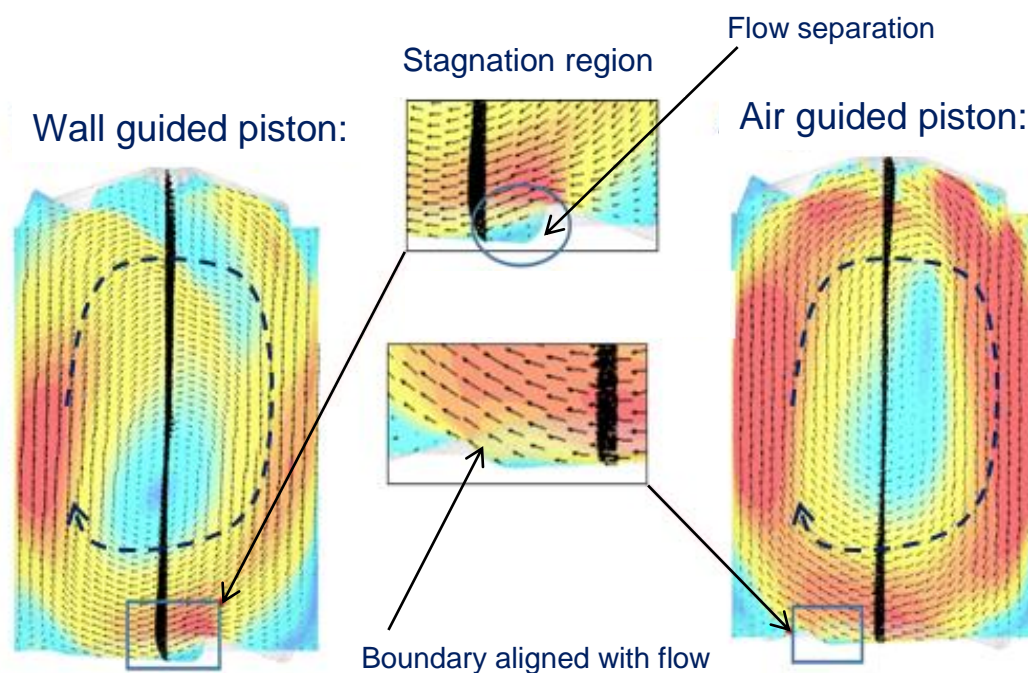 Flow separation
Stagnation region
Wall guided piston:
Air guided piston:
Boundary aligned with flow